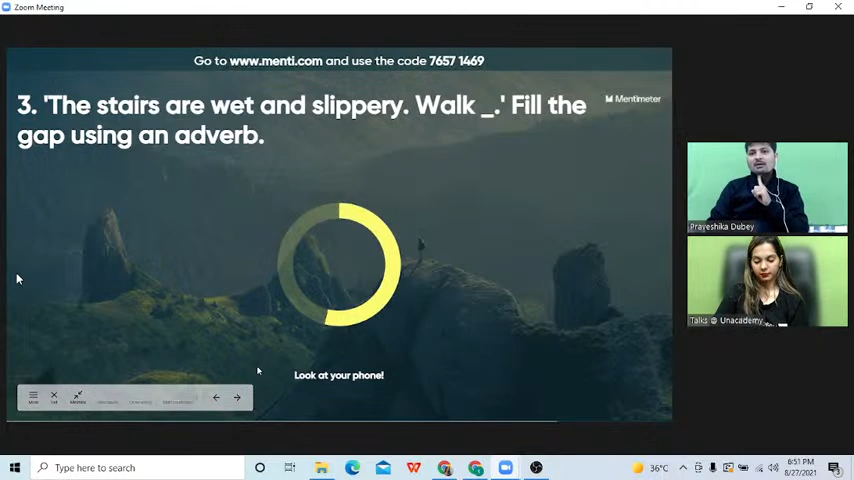 Zoom Meeting
Go to www.menti.com and use the code 7657 1469
3. 'The stairs are wet and slippery. Walk _.' Fill the
gap using an adverb.
Mentimeter
Prayeshika Dubey
Talks @ Unacademy
Look at your phone!
Type here to search
36°C
6:51 PM
8/27/2021